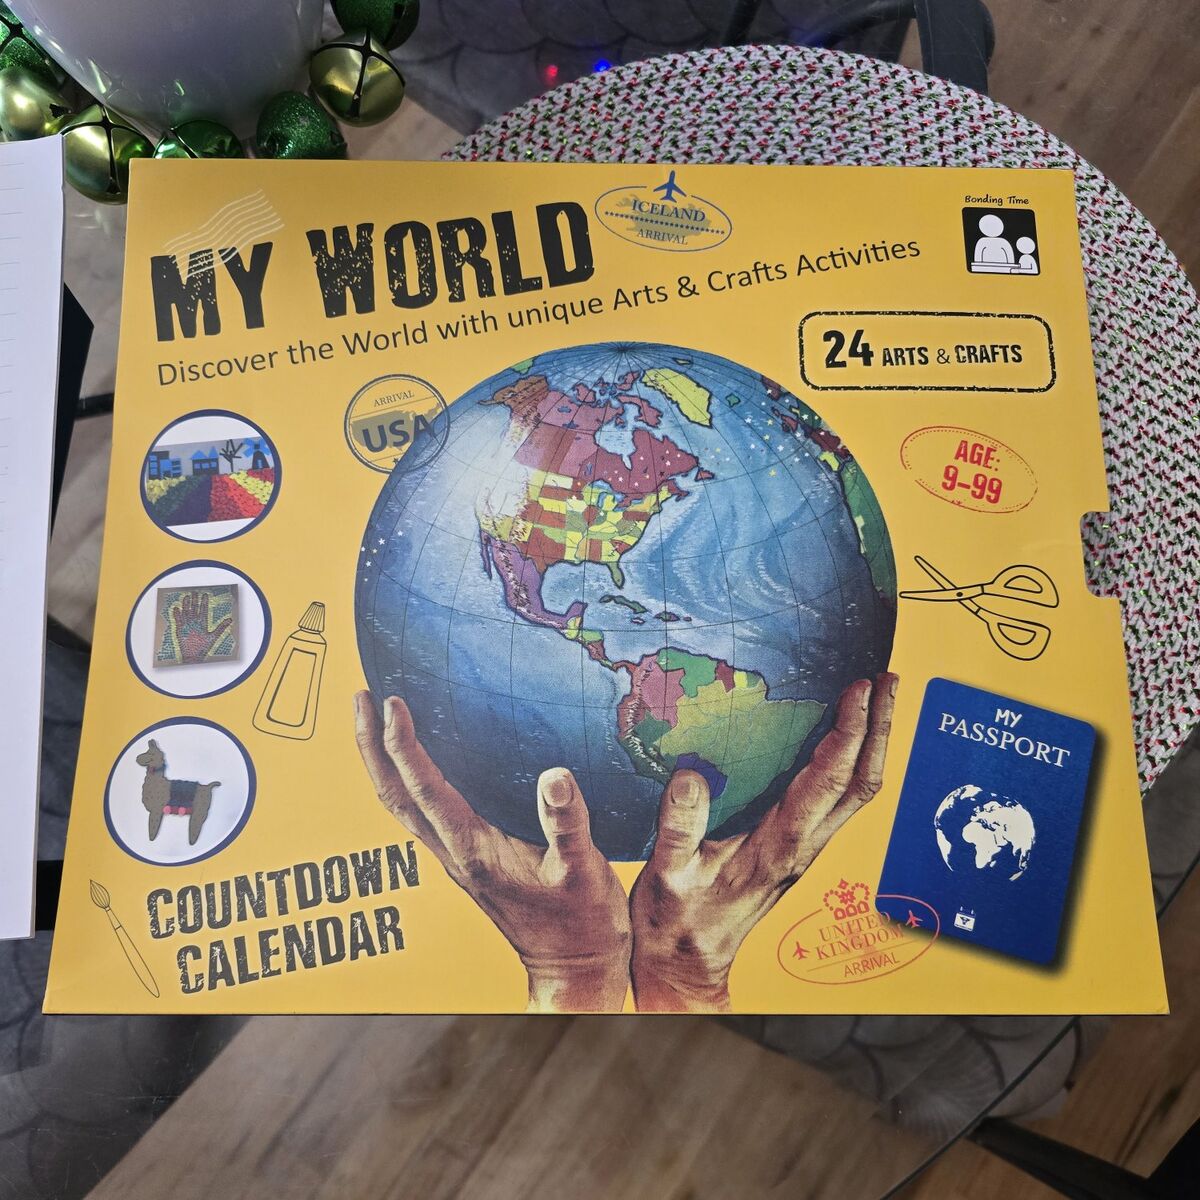 MY WORLD
ICELAND
ARRIVAL
Bonding Time
Discover the World with unique Arts & Crafts Activities
24 ARTS & CRAFTS
ARRIVAL
USA
AGE:
9-99
MY
PASSPORT
COUNTDOWN
CALENDAR
UNITED
KINGDOM
ARRIVAL